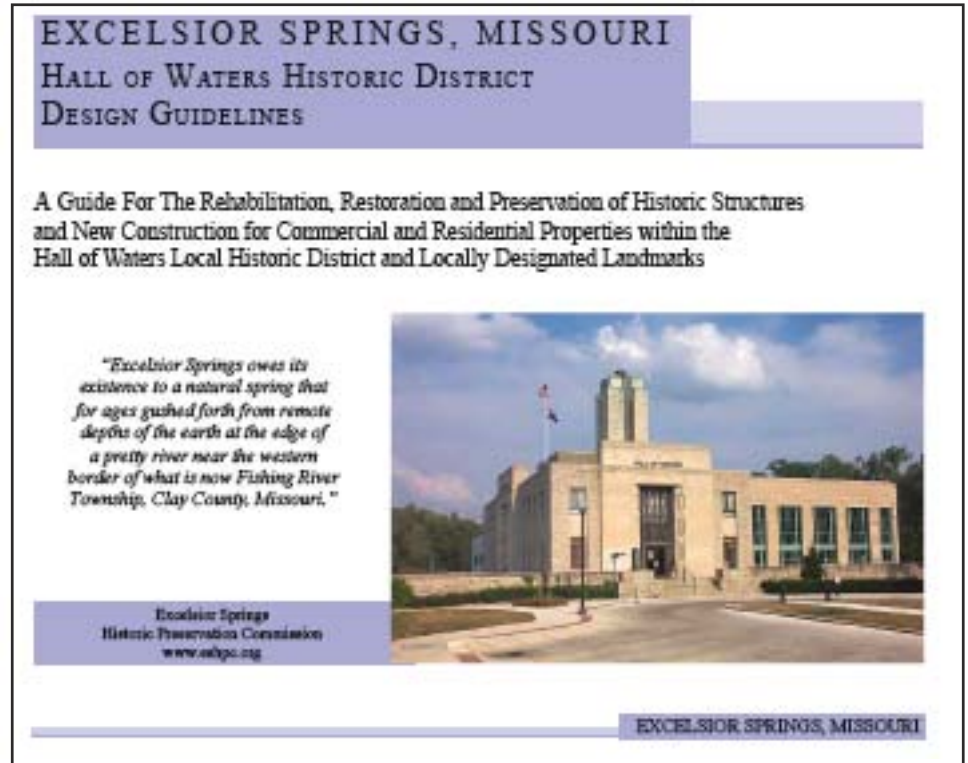 EXCELSIOR SPRINGS, MISSOURI
HALL OF WATERS HISTORIC DISTRICT
DESIGN GUIDELINES
A Guide For The Rehabilitation, Restoration and Preservation of Historic Structures
and New Construction for Commercial and Residential Properties within the
Hall of Waters Local Historic District and Locally Designated Landmarks
"Excelsior Springs owes its
existence to a natural spring that
for ages gushed forth from remote
depths of the earth at the edge of
a pretty river near the western
border of what is now Fishing River
Township, Clay County, Missouri."
HALL OF WATERS
Excelsior Springs
Historic Preservation Commission
www.eshpc.org
EXCELSIOR SPRINGS, MISSOURI